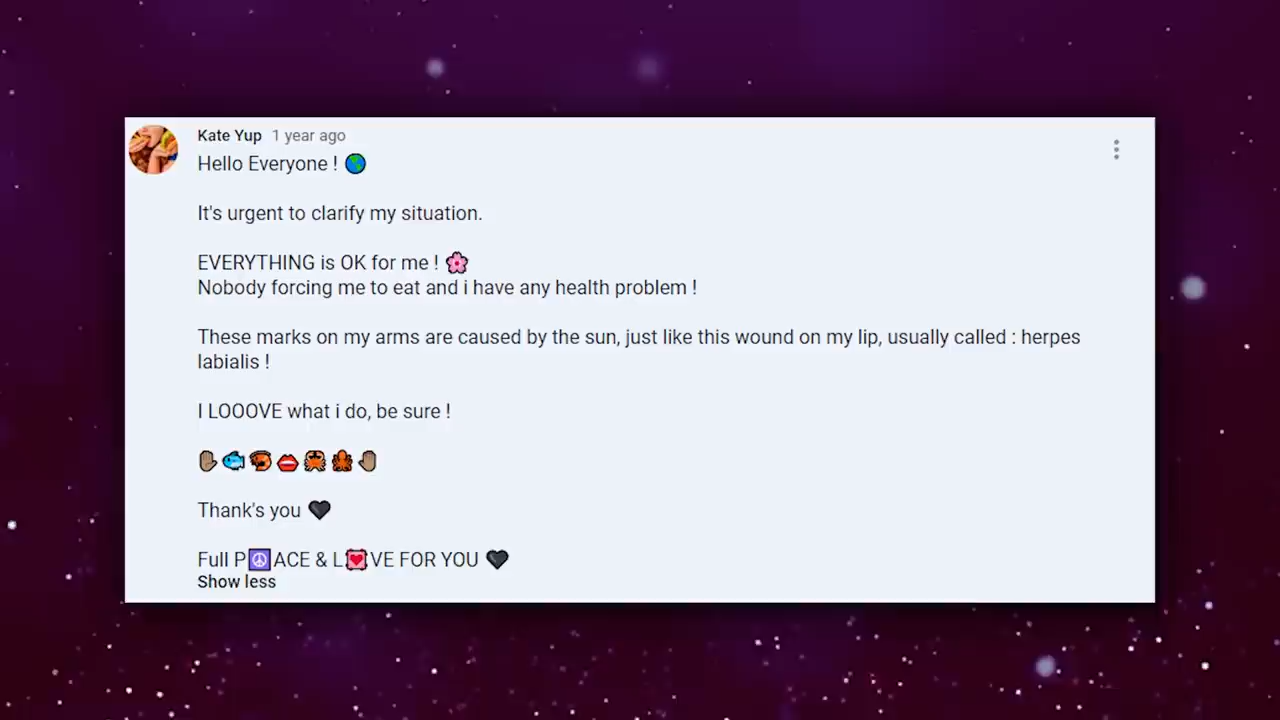 Kate Yup 1 year ago
Hello Everyone ! 🌏
It's urgent to clarify my situation.
EVERYTHING is OK for me ! 🌸
Nobody forcing me to eat and i have any health problem !
These marks on my arms are caused by the sun, just like this wound on my lip, usually called : herpes
labialis !
I LOOOVE what i do, be sure !
✋🏽🐟🍤👄🦀🐙🤚🏽
Thank's you 🖤
Full P☮️ACE & L💟VE FOR YOU 🖤
Show less